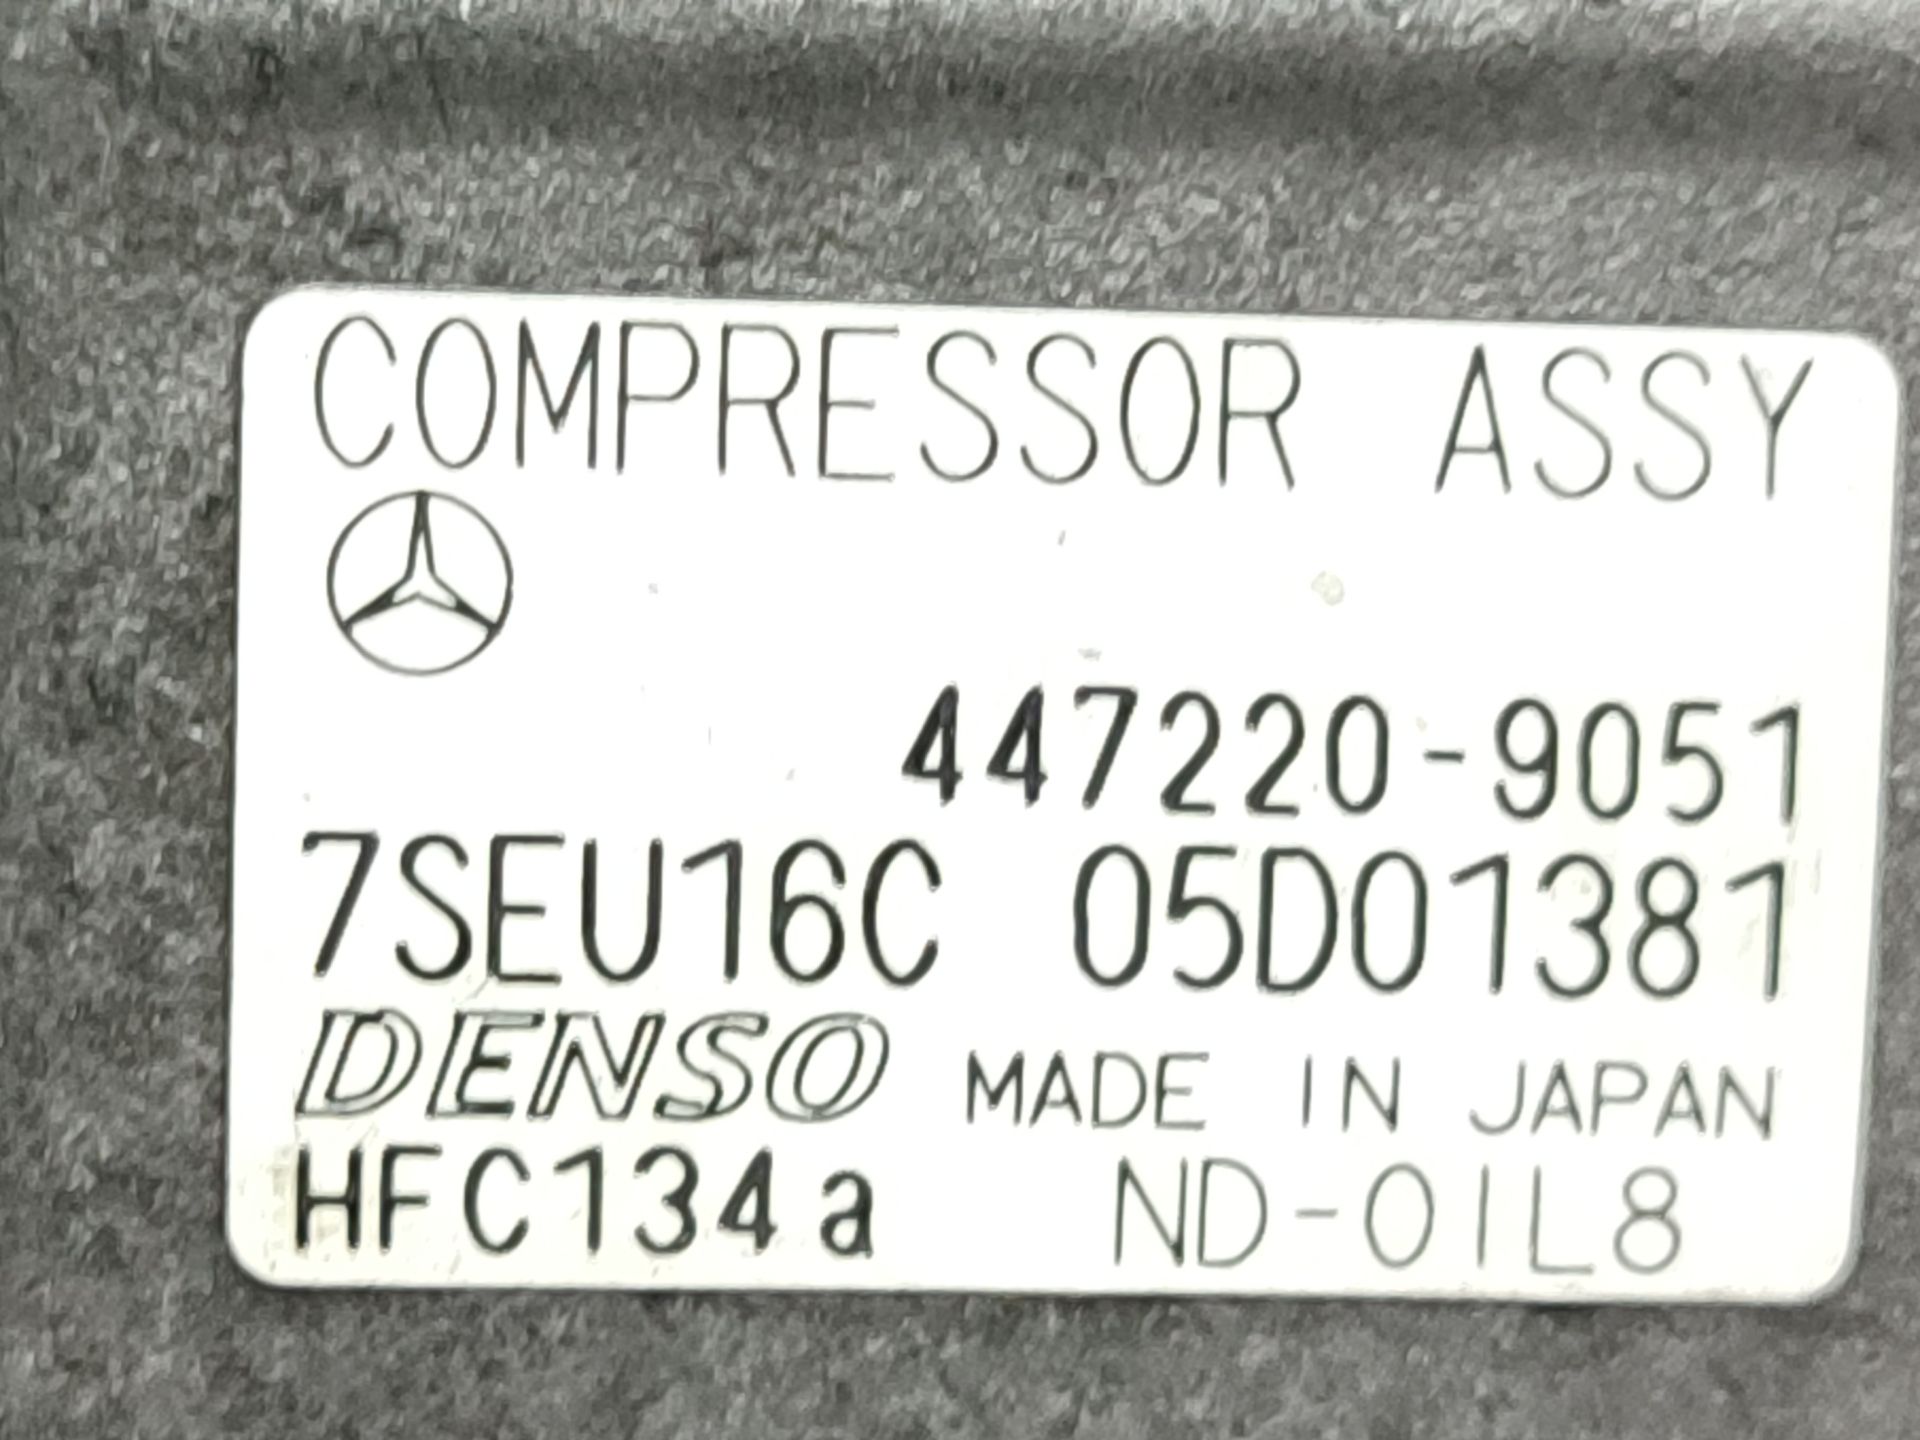 COMPRESSOR ASSY
447220-9051
7SEU16C 05D01381
DENSO MADE IN JAPAN
HFC134a ND-OIL8